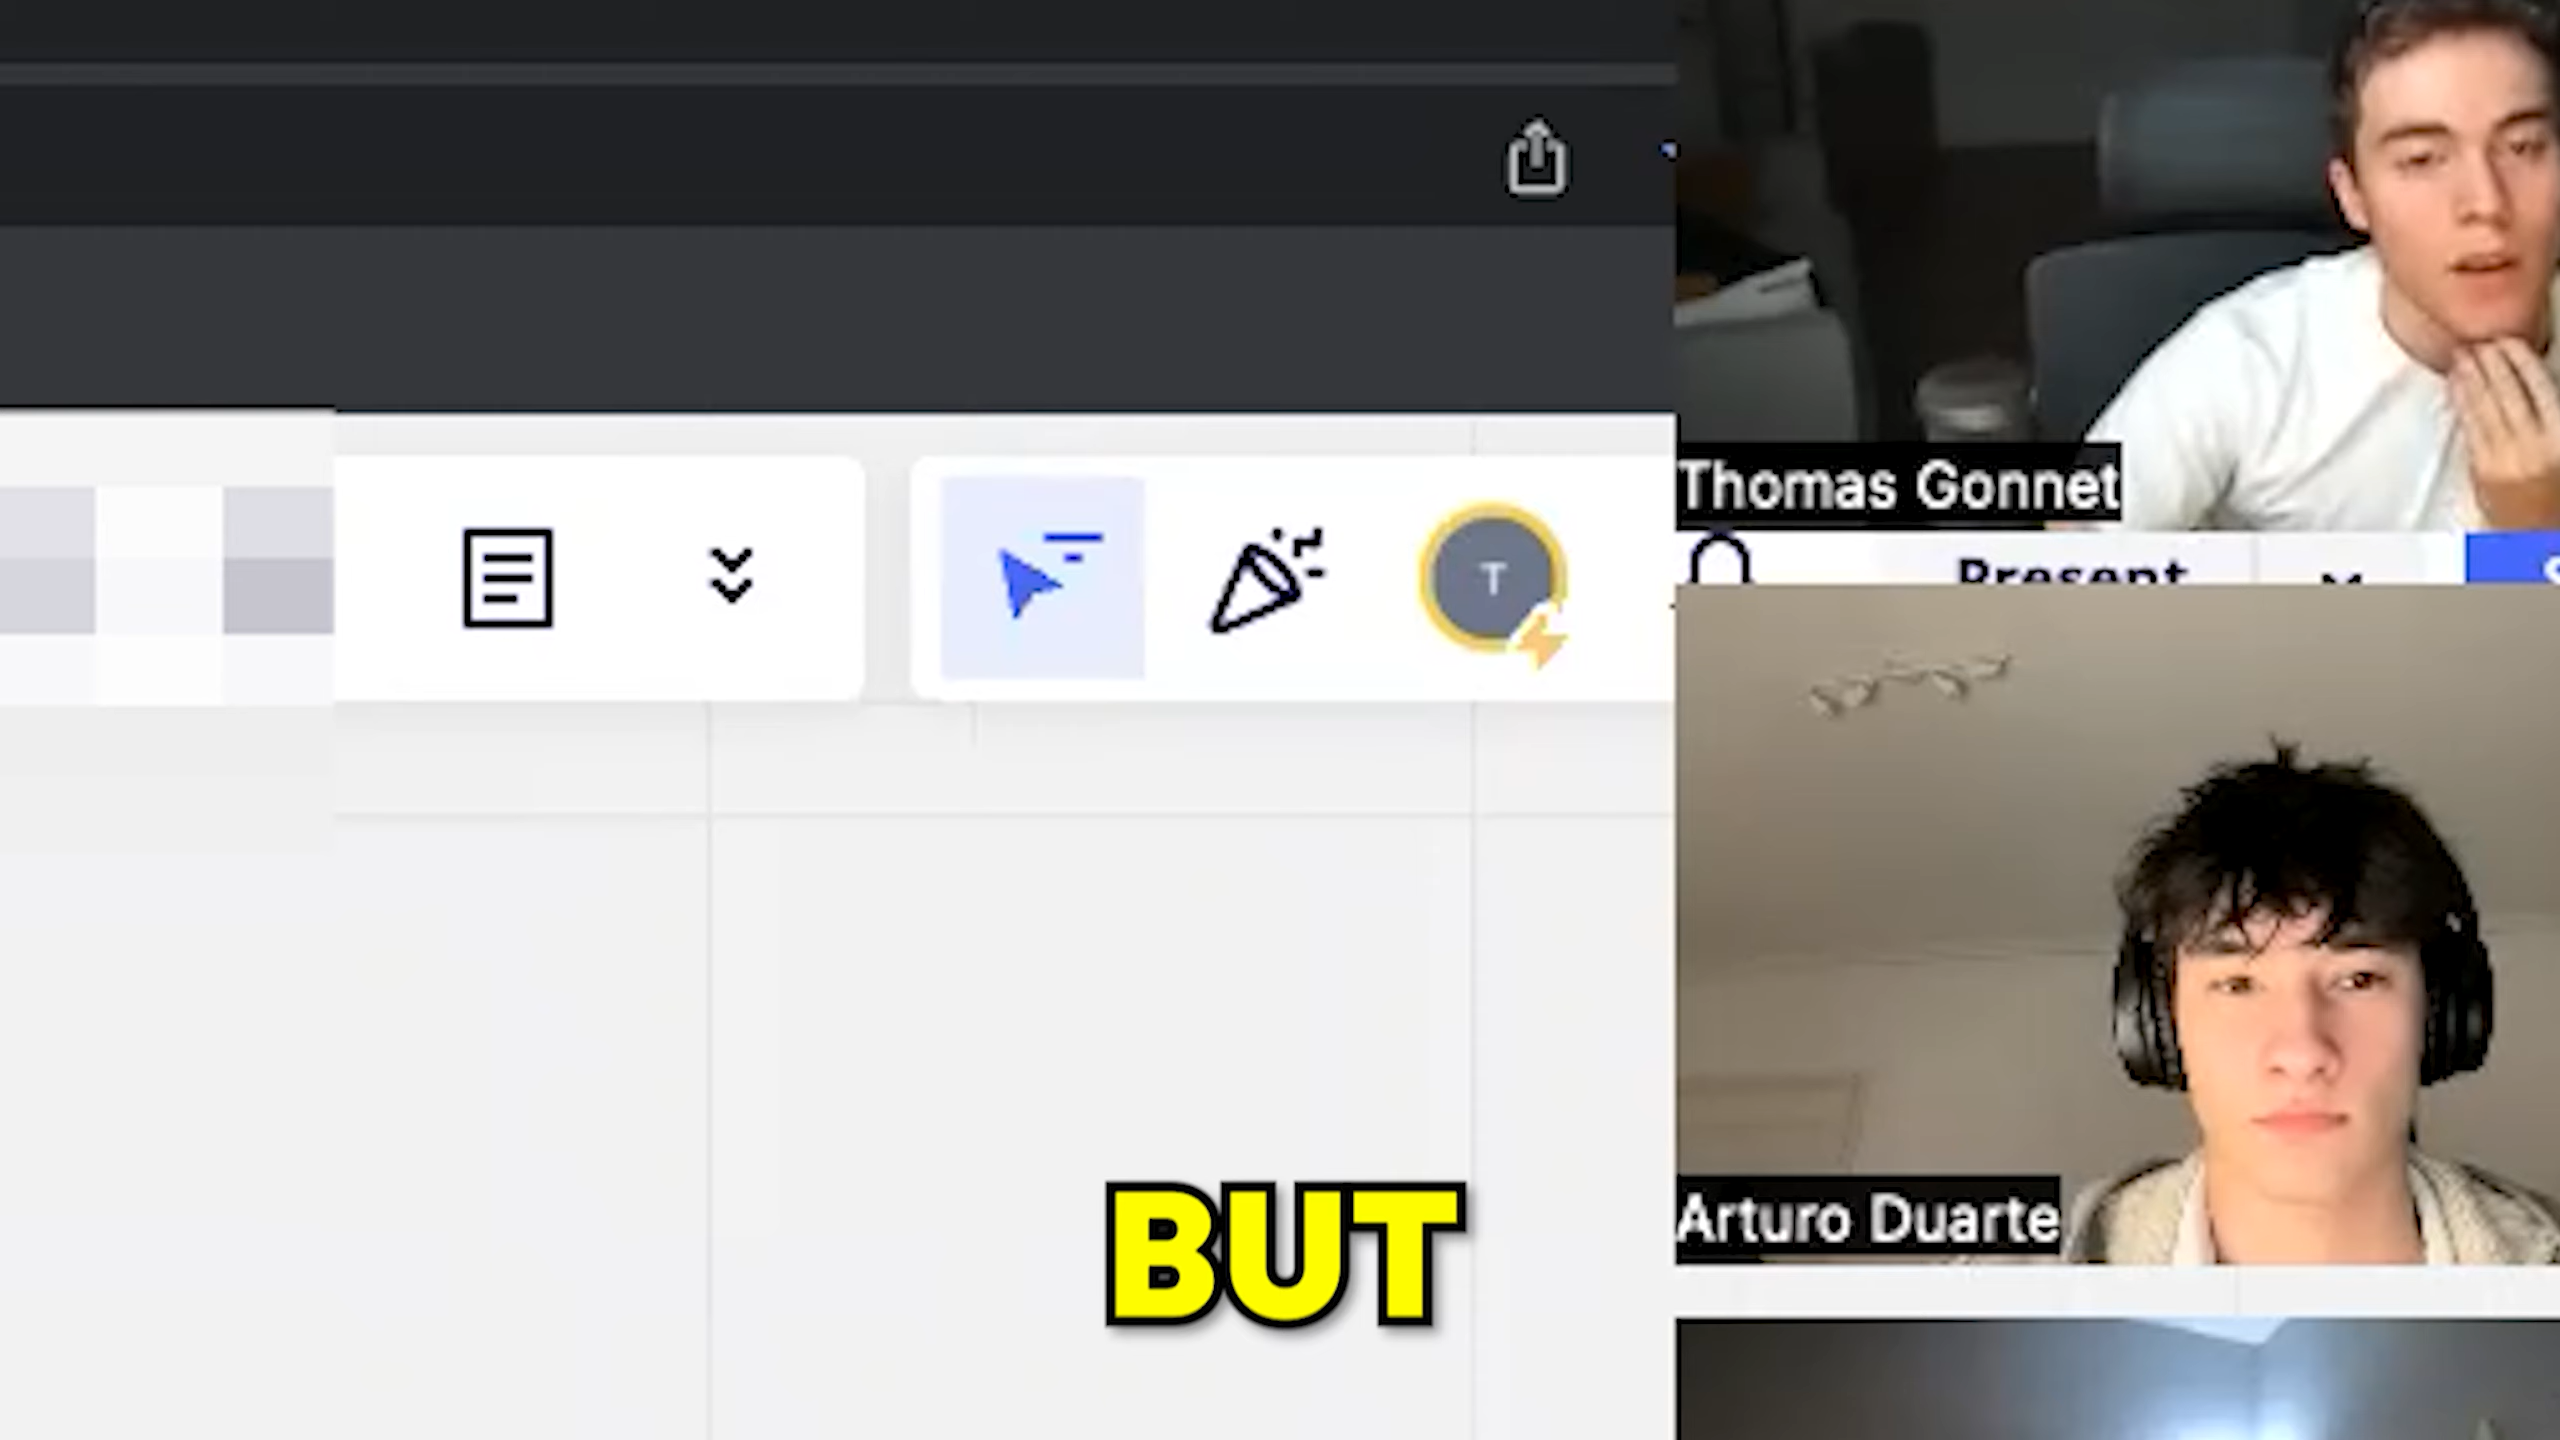 T
Thomas Gonnet
Present
Arturo Duarte
BUT